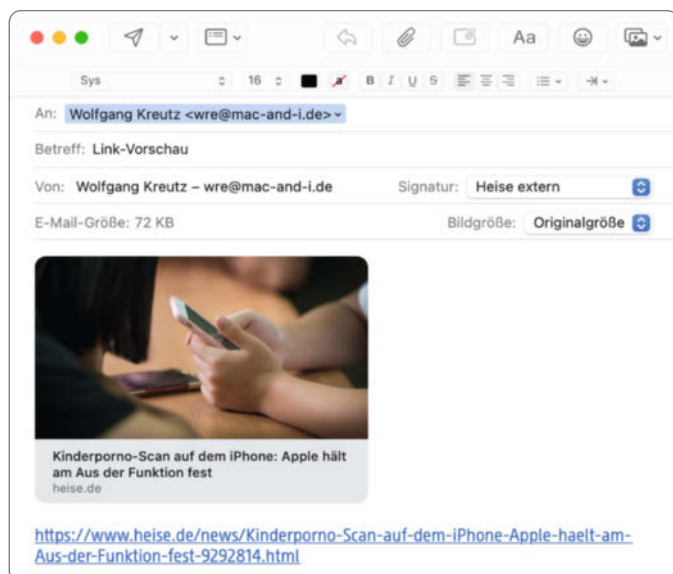 Aa
Sys 16 a B I U S
An: Wolfgang Kreutz <wre@mac-and-i.de>
Betreff: Link-Vorschau
Von: Wolfgang Kreutz – wre@mac-and-i.de Signatur: Heise extern
E-Mail-Größe: 72 KB Bildgröße: Originalgröße
Kinderporno-Scan auf dem iPhone: Apple hält
am Aus der Funktion fest
heise.de
https://www.heise.de/news/Kinderporno-Scan-auf-dem-iPhone-Apple-haelt-am-
Aus-der-Funktion-fest-9292814.html